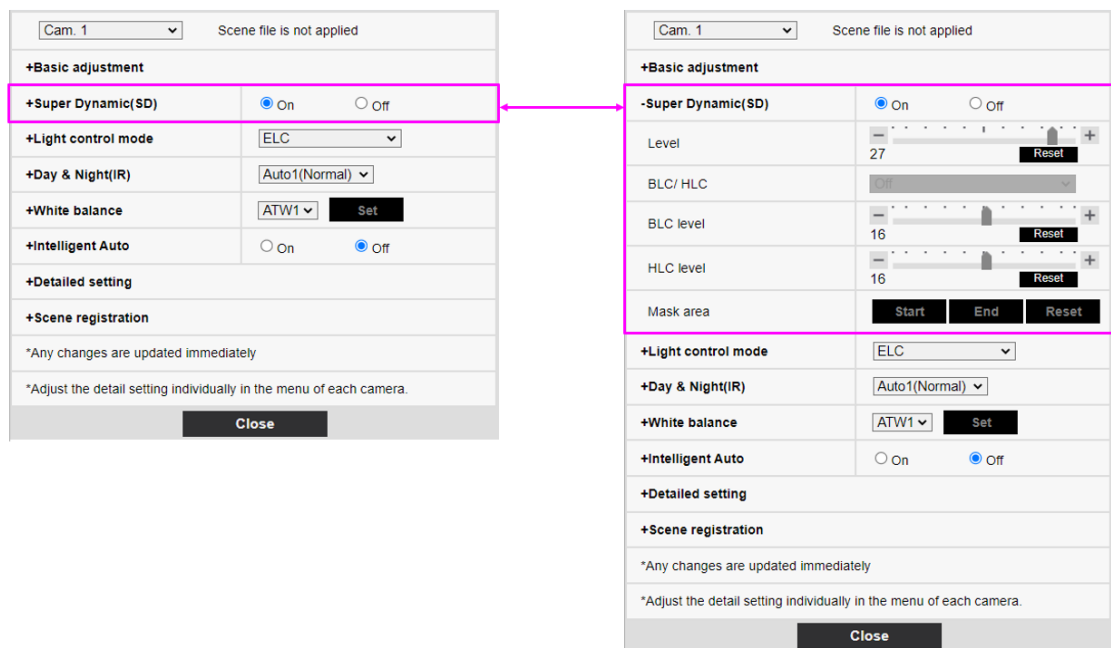 Cam. 1 Scene file is not applied
+Basic adjustment
+Super Dynamic(SD) On Off
+Light control mode ELC
+Day & Night(IR) Auto1(Normal)
+White balance ATW1 Set
+Intelligent Auto On Off
+Detailed setting
+Scene registration
*Any changes are updated immediately
*Adjust the detail setting individually in the menu of each camera.
Close
Cam. 1 Scene file is not applied
+Basic adjustment
-Super Dynamic(SD) On Off
Level − +
27 Reset
BLC/ HLC Off
BLC level − +
16 Reset
HLC level − +
16 Reset
Mask area Start End Reset
+Light control mode ELC
+Day & Night(IR) Auto1(Normal)
+White balance ATW1 Set
+Intelligent Auto On Off
+Detailed setting
+Scene registration
*Any changes are updated immediately
*Adjust the detail setting individually in the menu of each camera.
Close